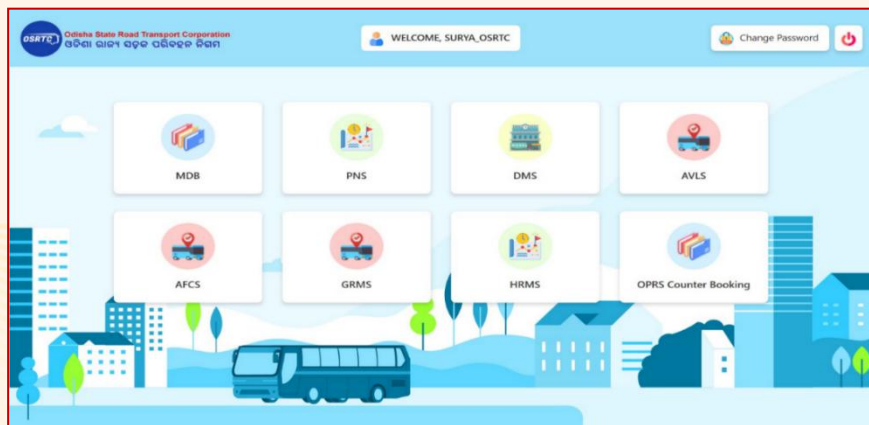 OSRTC
Odisha State Road Transport Corporation
ଓଡିଶା ରାଜ୍ୟ ସଡ଼କ ପରିବହନ ନିଗମ
WELCOME, SURYA_OSRTC
Change Password
MDB
PNS
DMS
AVLS
AFCS
GRMS
HRMS
OPRS Counter Booking